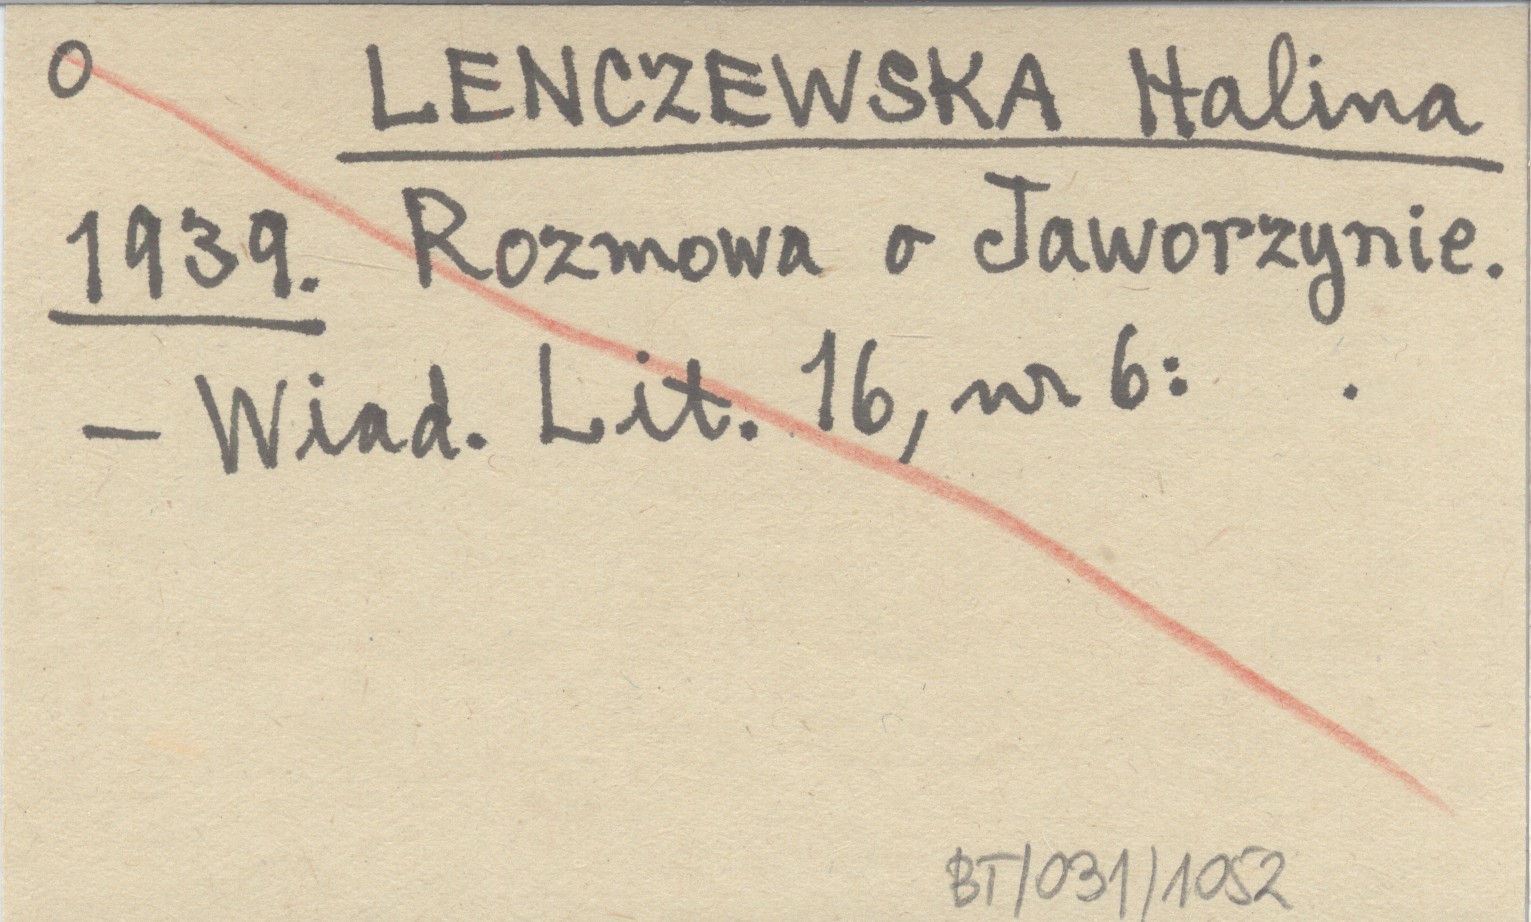 O LENCZEWSKA Halina
1939. Rozmowa o Jaworzynie.
– Wiad. Lit. 16, nr 6: .
BT/031/1052